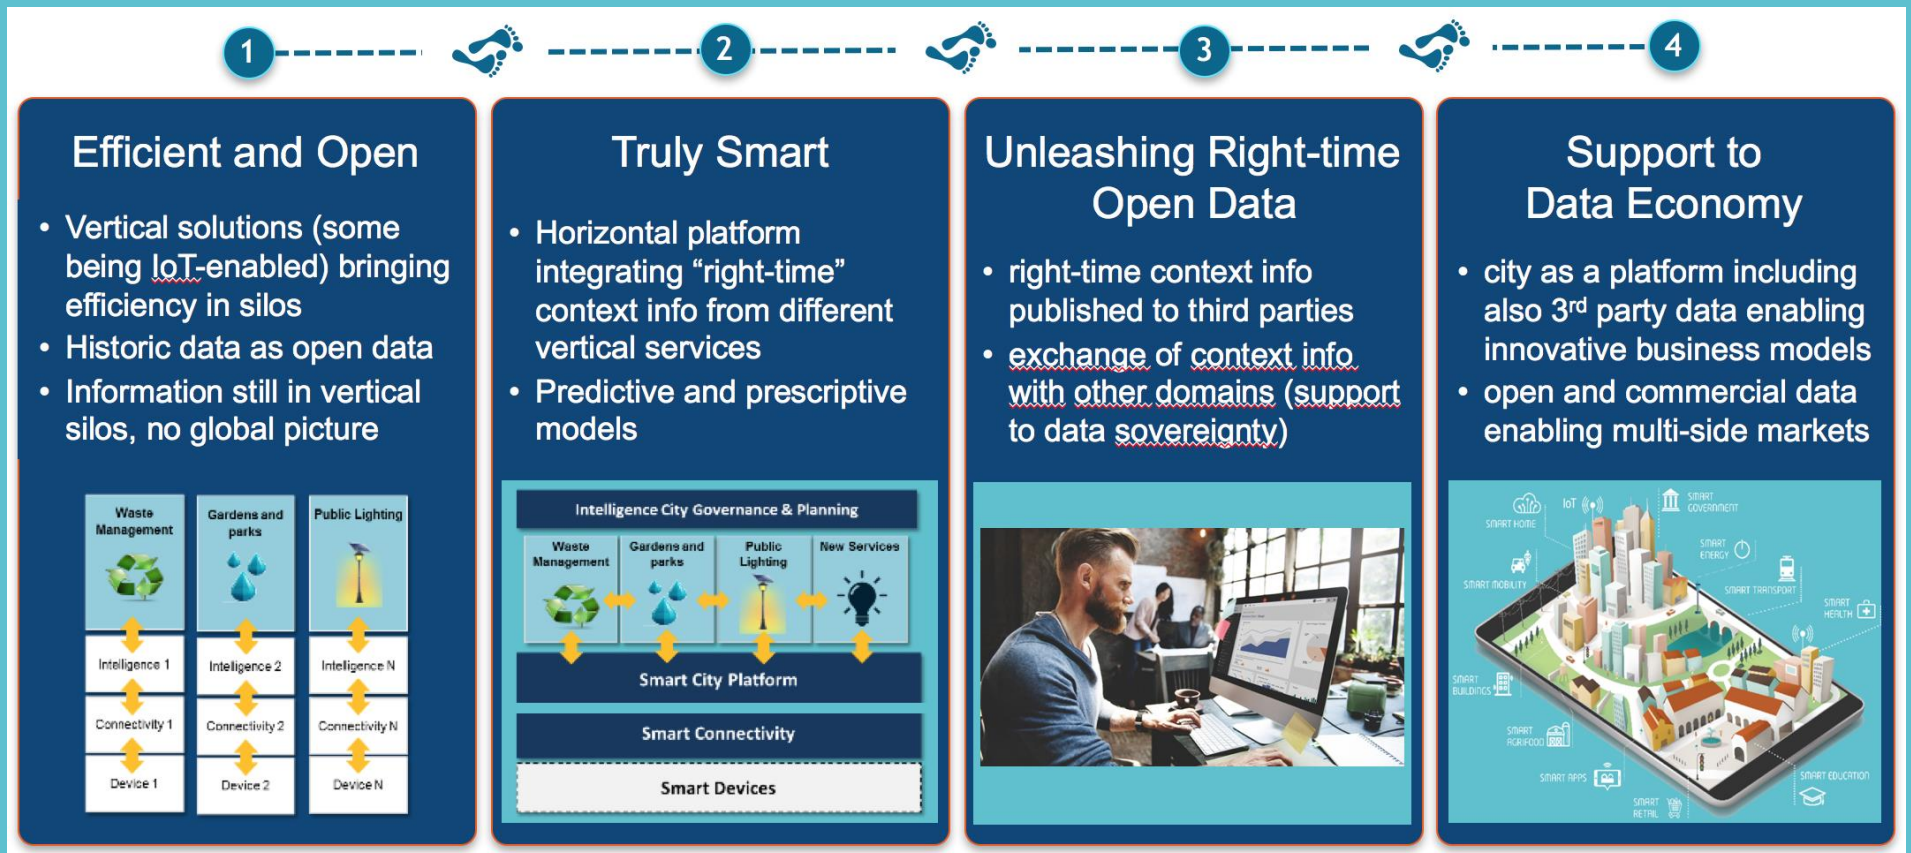 1
2
3
4
Efficient and Open
• Vertical solutions (some
being IoT-enabled) bringing
efficiency in silos
• Historic data as open data
• Information still in vertical
silos, no global picture
Waste
Management
Gardens and
parks
Public Lighting
Intelligence 1
Intelligence 2
Intelligence N
Connectivity 1
Connectivity 2
Connectivity N
Device 1
Device 2
Device N
Truly Smart
• Horizontal platform
integrating “right-time”
context info from different
vertical services
• Predictive and prescriptive
models
Intelligence City Governance & Planning
Waste
Management
Gardens and
parks
Public
Lighting
New Services
Smart City Platform
Smart Connectivity
Smart Devices
Unleashing Right-time
Open Data
• right-time context info
published to third parties
• exchange of context info
with other domains (support
to data sovereignty)
Support to
Data Economy
• city as a platform including
also 3rd party data enabling
innovative business models
• open and commercial data
enabling multi-side markets
SMART HOME
IoT
SMART
GOVERNMENT
SMART
ENERGY
SMART MOBILITY
SMART TRANSPORT
SMART
HEALTH
SMART
BUILDINGS
SMART
AGRIFOOD
SMART APPS
SMART EDUCATION
SMART
RETAIL